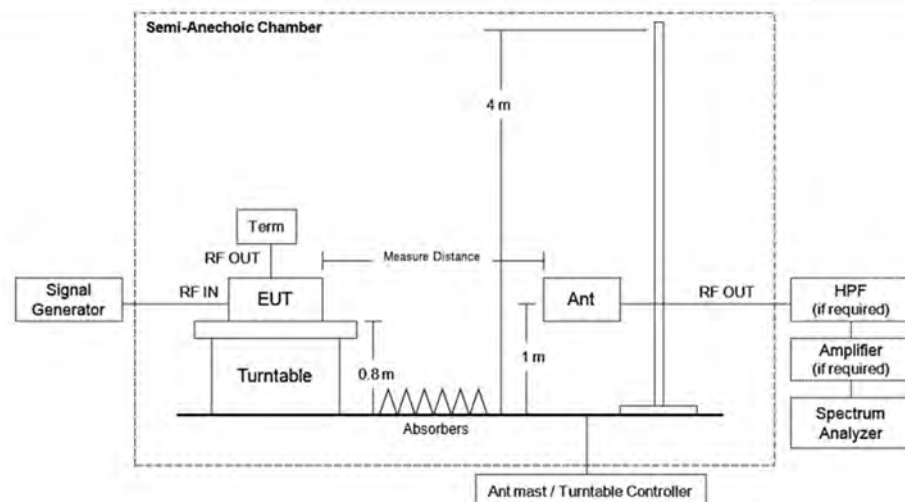 Semi-Anechoic Chamber
4 m
Term
RF OUT
Measure Distance
Signal
Generator
RF IN
EUT
Ant
RF OUT
HPF
(if required)
1 m
0.8 m
Turntable
Amplifier
(if required)
Absorbers
Spectrum
Analyzer
Ant mast / Turntable Controller